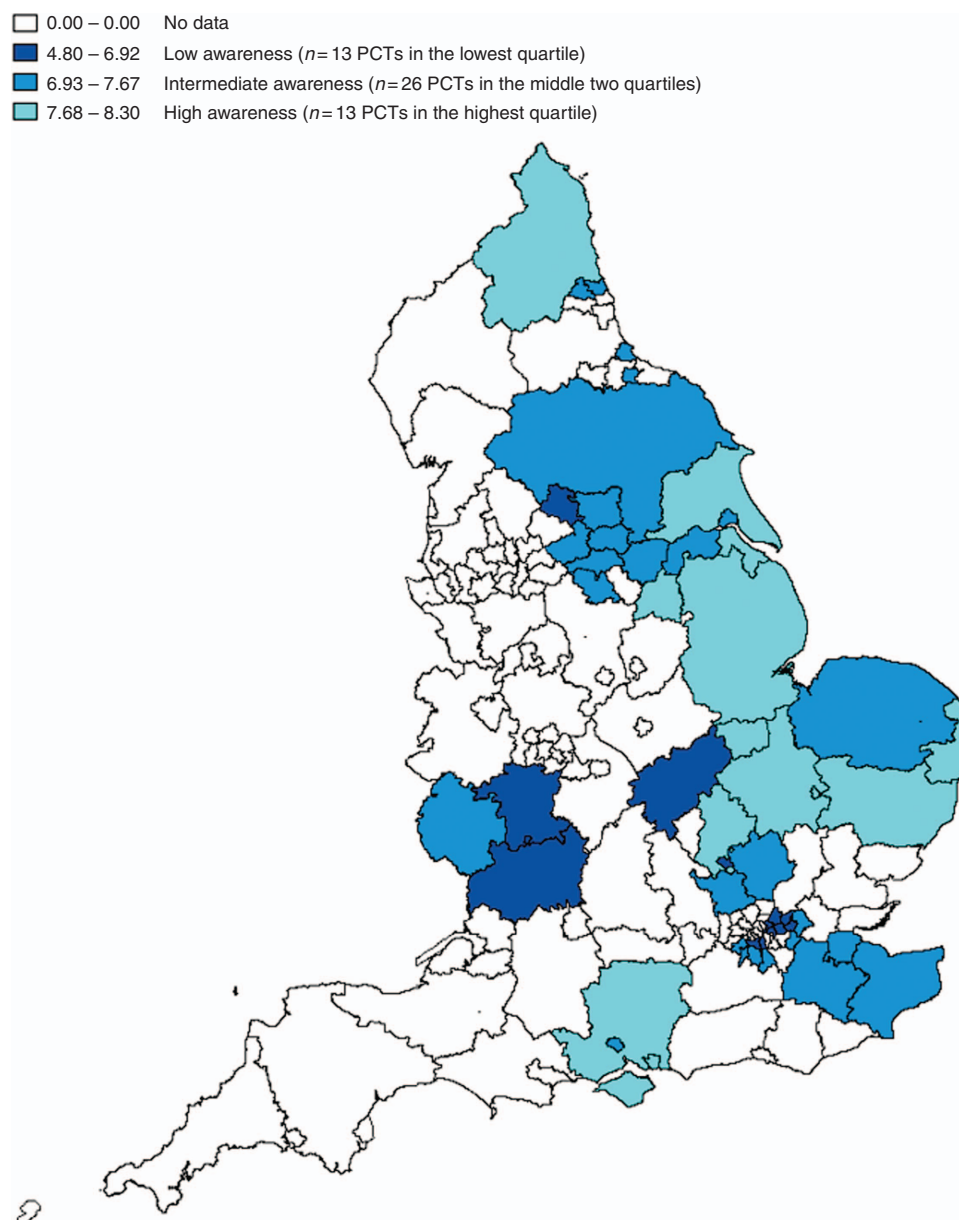 0.00 – 0.00 No data
4.80 – 6.92 Low awareness (n= 13 PCTs in the lowest quartile)
6.93 – 7.67 Intermediate awareness (n= 26 PCTs in the middle two quartiles)
7.68 – 8.30 High awareness (n= 13 PCTs in the highest quartile)